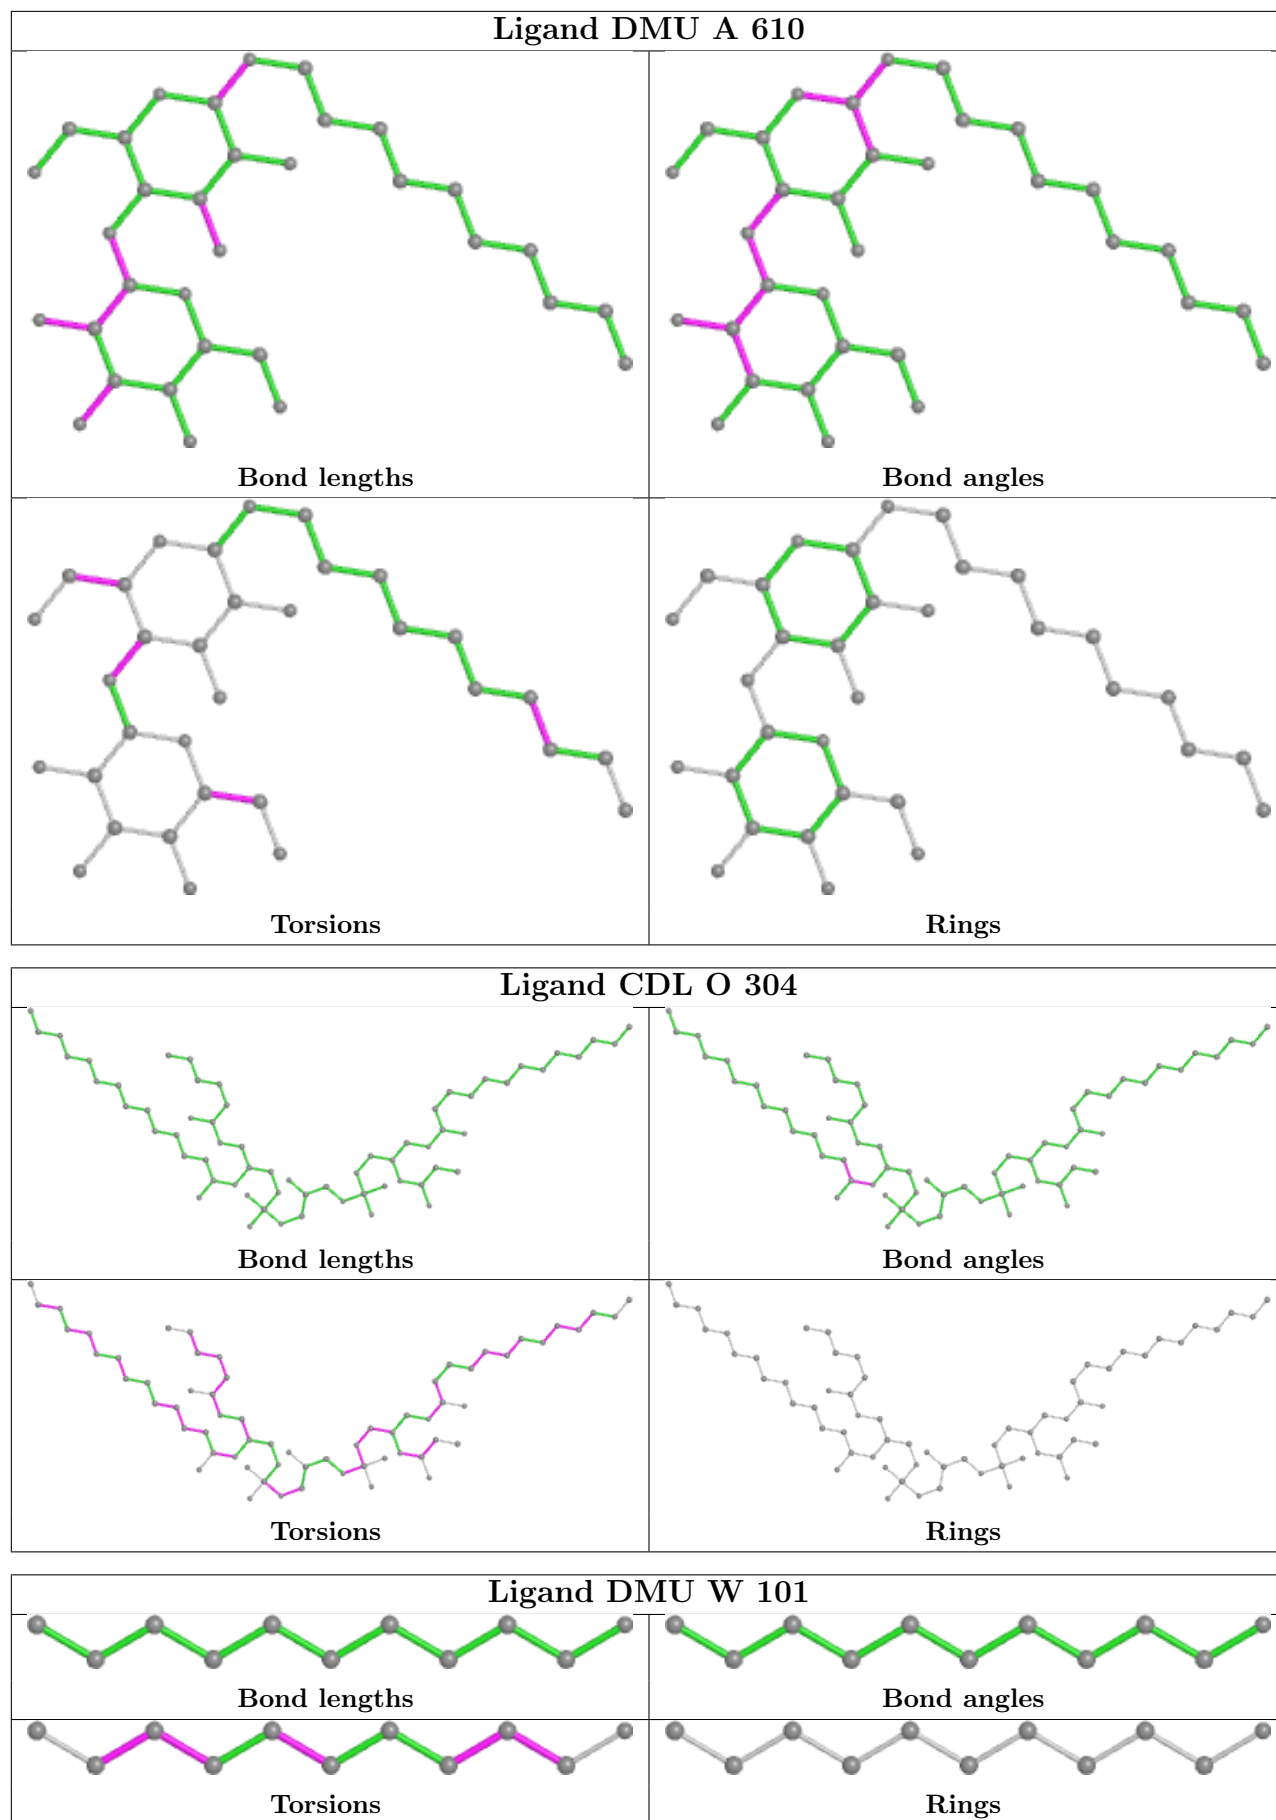 Ligand DMU A 610
Bond lengths
Bond angles
Torsions
Rings
Ligand CDL O 304
Bond lengths
Bond angles
Torsions
Rings
Ligand DMU W 101
Bond lengths
Bond angles
Torsions
Rings